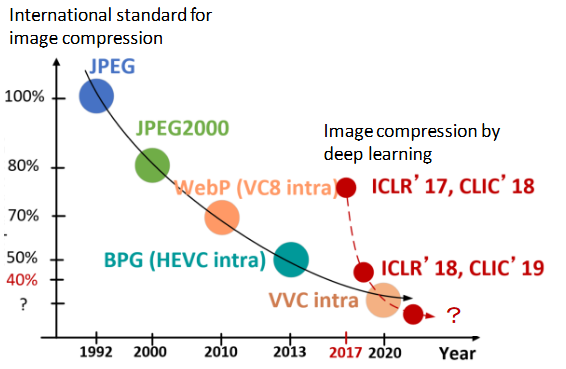 International standard for
image compression
JPEG
100%
JPEG2000
Image compression by
deep learning
80%
WebP (VC8 intra)
ICLR’17, CLIC’18
70%
BPG (HEVC intra)
50%
ICLR’18, CLIC’19
40%
VVC intra
?
?
1992 2000 2010 2013 2017 2020 Year